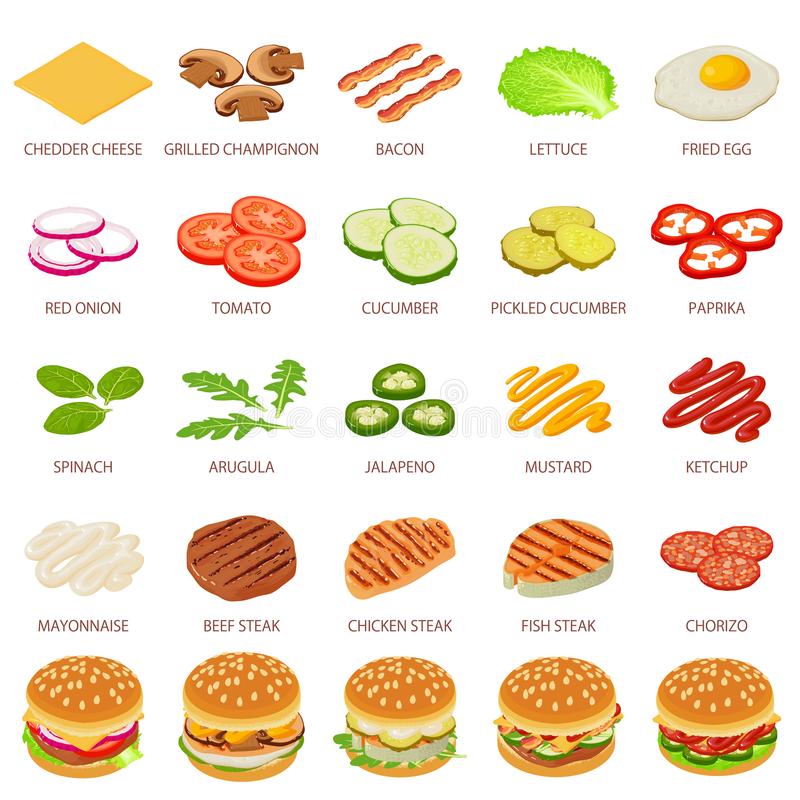 CHEDDER CHEESE GRILLED CHAMPIGNON BACON LETTUCE FRIED EGG
RED ONION TOMATO CUCUMBER PICKLED CUCUMBER PAPRIKA
SPINACH ARUGULA JALAPENO MUSTARD KETCHUP
dreamstime
MAYONNAISE BEEF STEAK CHICKEN STEAK FISH STEAK CHORIZO